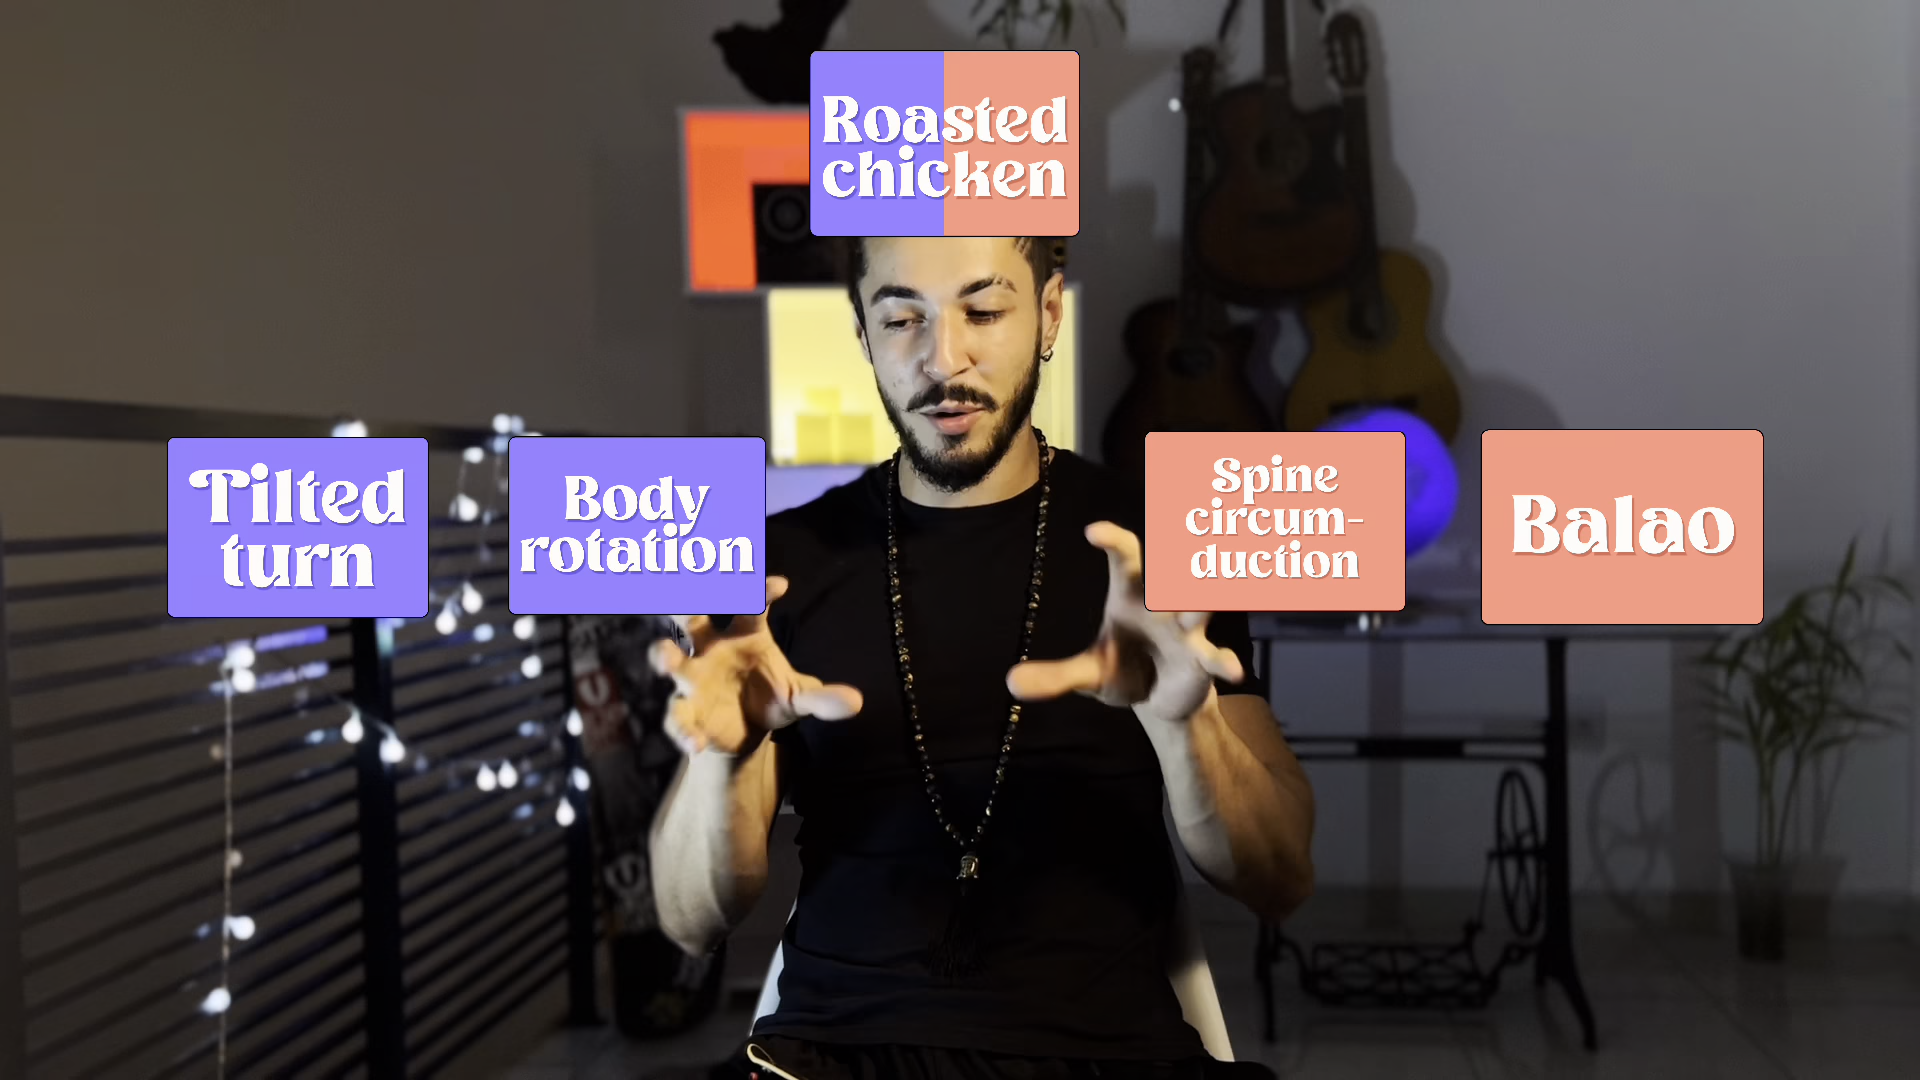 Roasted
chicken
Tilted
turn
Body
rotation
Spine
circum-
duction
Balao